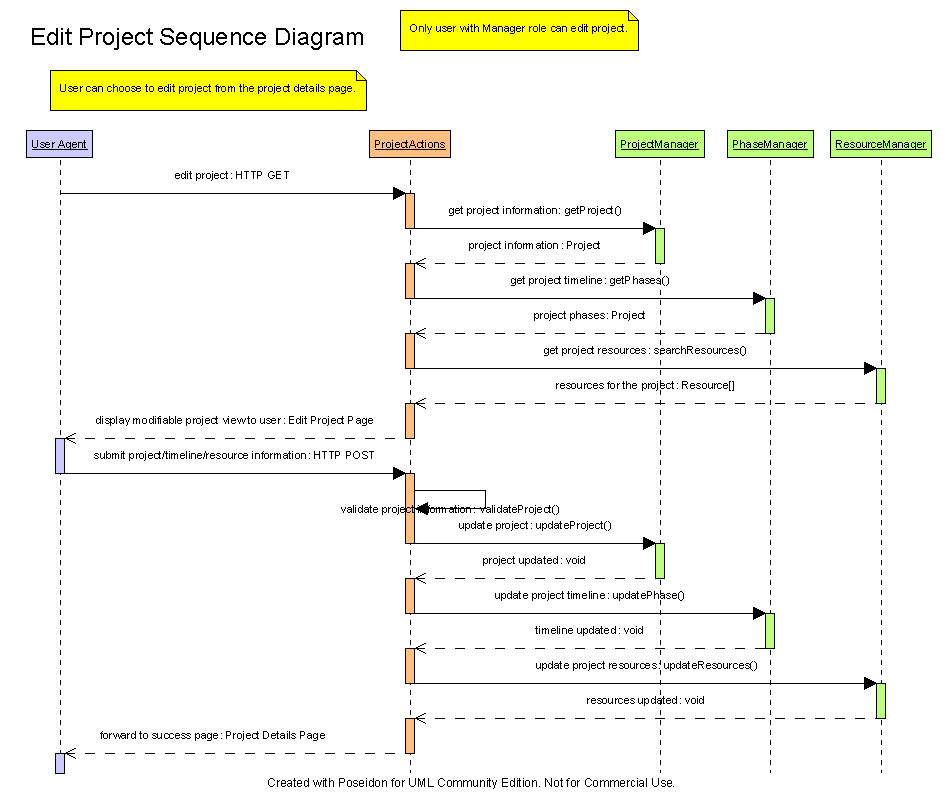 Edit Project Sequence Diagram
Only user with Manager role can edit project.
User can choose to edit project from the project details page.
User Agent
ProjectActions
ProjectManager
PhaseManager
ResourceManager
edit project : HTTP GET
get project information : getProject()
project information : Project
get project timeline : getPhases()
project phases : Project
get project resources : searchResources()
resources for the project : Resource[]
display modifiable project view to user : Edit Project Page
submit project/timeline/resource information : HTTP POST
validate project information : validateProject()
update project : updateProject()
project updated : void
update project timeline : updatePhase()
timeline updated : void
update project resources : updateResources()
resources updated : void
forward to success page : Project Details Page
Created with Poseidon for UML Community Edition. Not for Commercial Use.